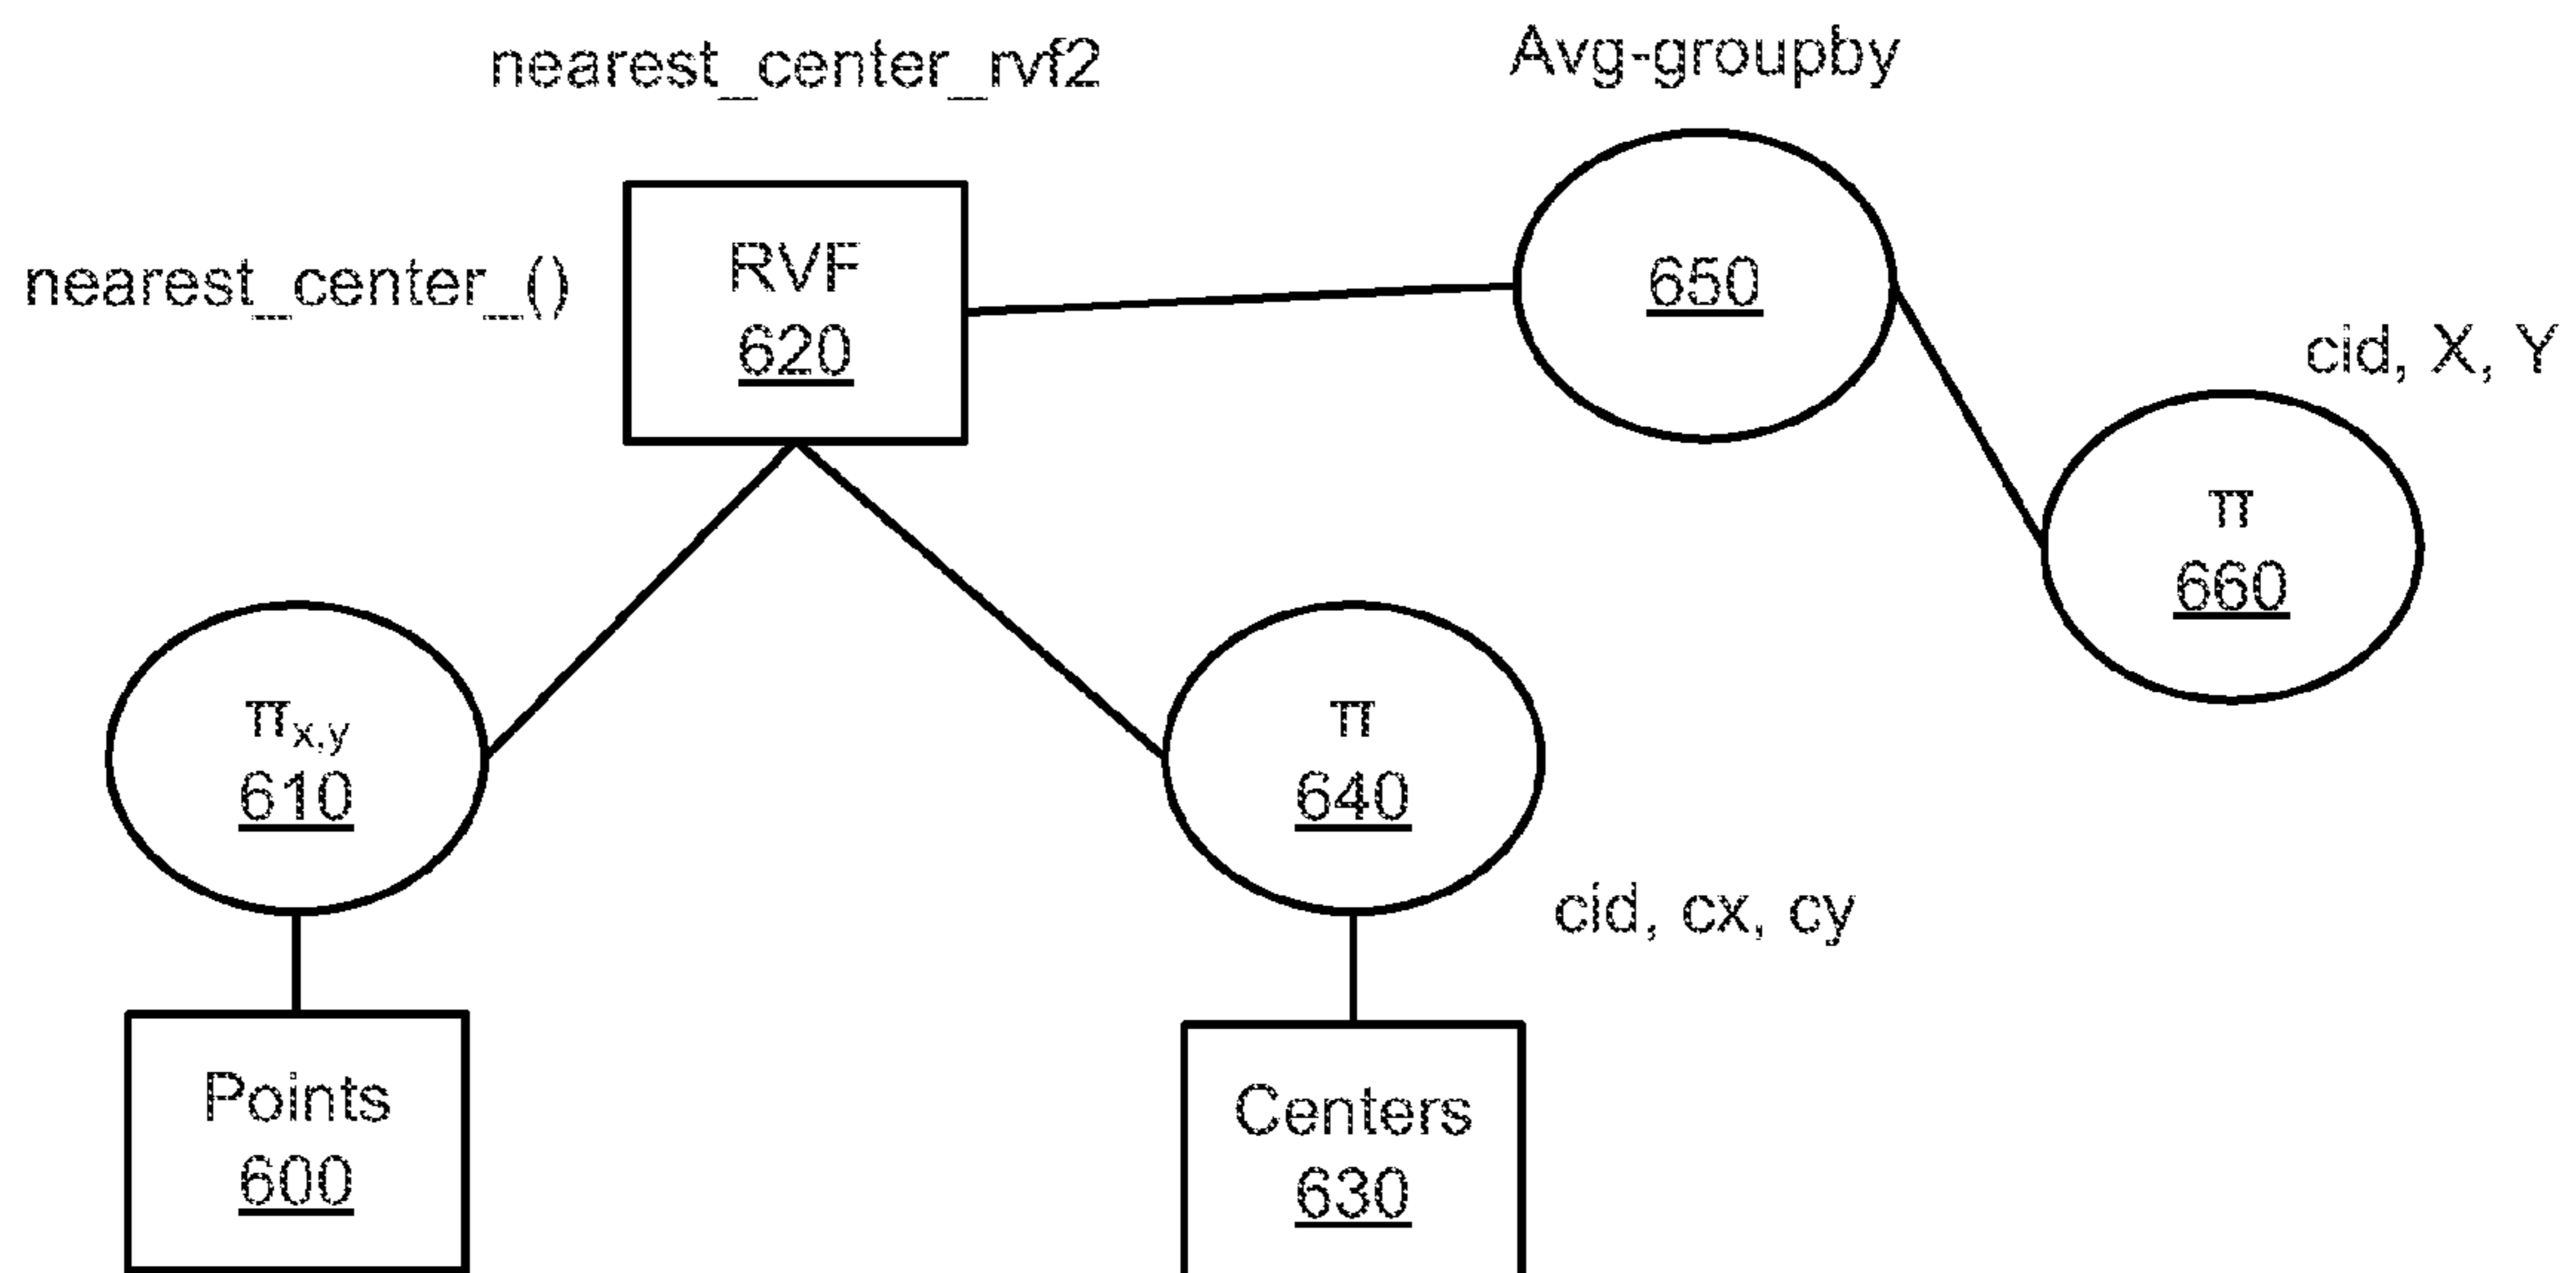 nearest_center_rvf2
Avg-groupby
nearest_center_()
RVF
620
650
cid, X, Y
π
660
πx,y
610
π
640
cid, cx, cy
Points
600
Centers
630